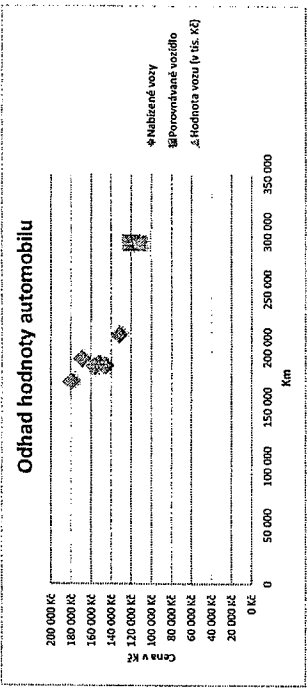 Odhad hodnoty automobilu
200 000 Kč
180 000 Kč
160 000 Kč
140 000 Kč
120 000 Kč
100 000 Kč
80 000 Kč
60 000 Kč
40 000 Kč
20 000 Kč
0 Kč
Cena v Kč
0
50 000
100 000
150 000
200 000
250 000
300 000
350 000
Km
Nabízené vozy
Porovnávané vozidlo
Hodnota vozu (v tis. Kč)